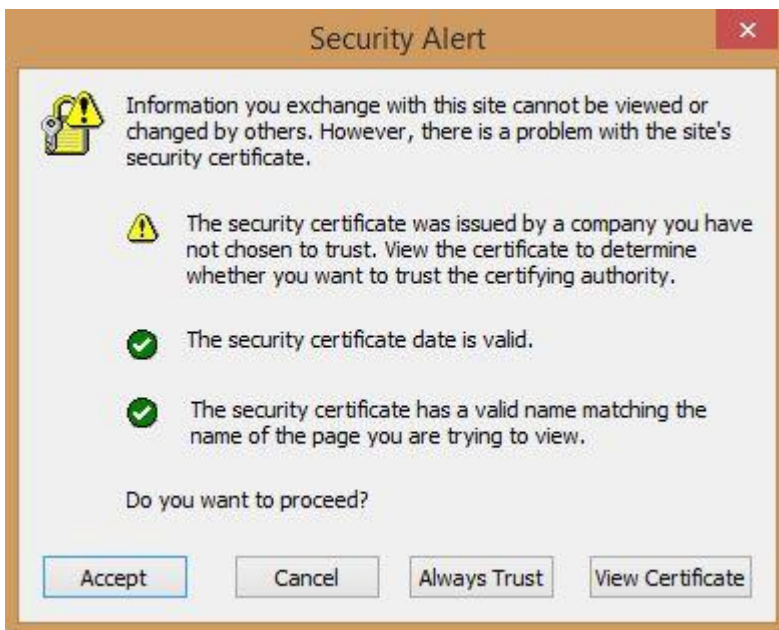 Security Alert
Information you exchange with this site cannot be viewed or
changed by others. However, there is a problem with the site's
security certificate.
The security certificate was issued by a company you have
not chosen to trust. View the certificate to determine
whether you want to trust the certifying authority.
The security certificate date is valid.
The security certificate has a valid name matching the
name of the page you are trying to view.
Do you want to proceed?
Accept Cancel Always Trust View Certificate